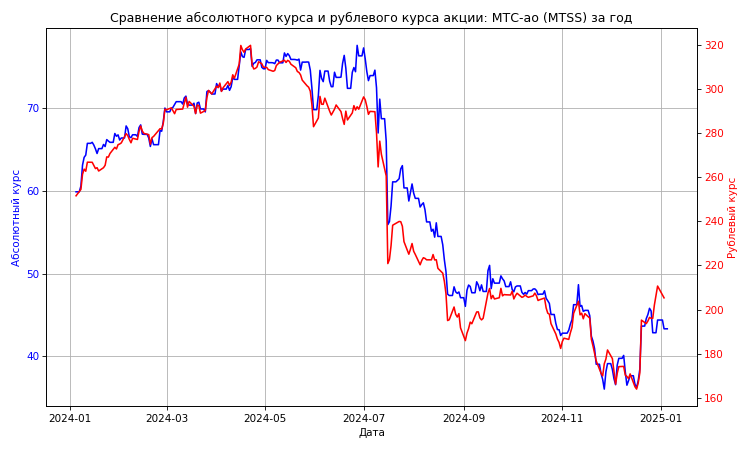 Сравнение абсолютного курса и рублевого курса акции: МТС-ао (MTSS) за год
Абсолютный курс
70
60
50
40
320
300
280
260
240
220
200
180
160
Рублевый курс
2024-01 2024-03 2024-05 2024-07 2024-09 2024-11 2025-01
Дата